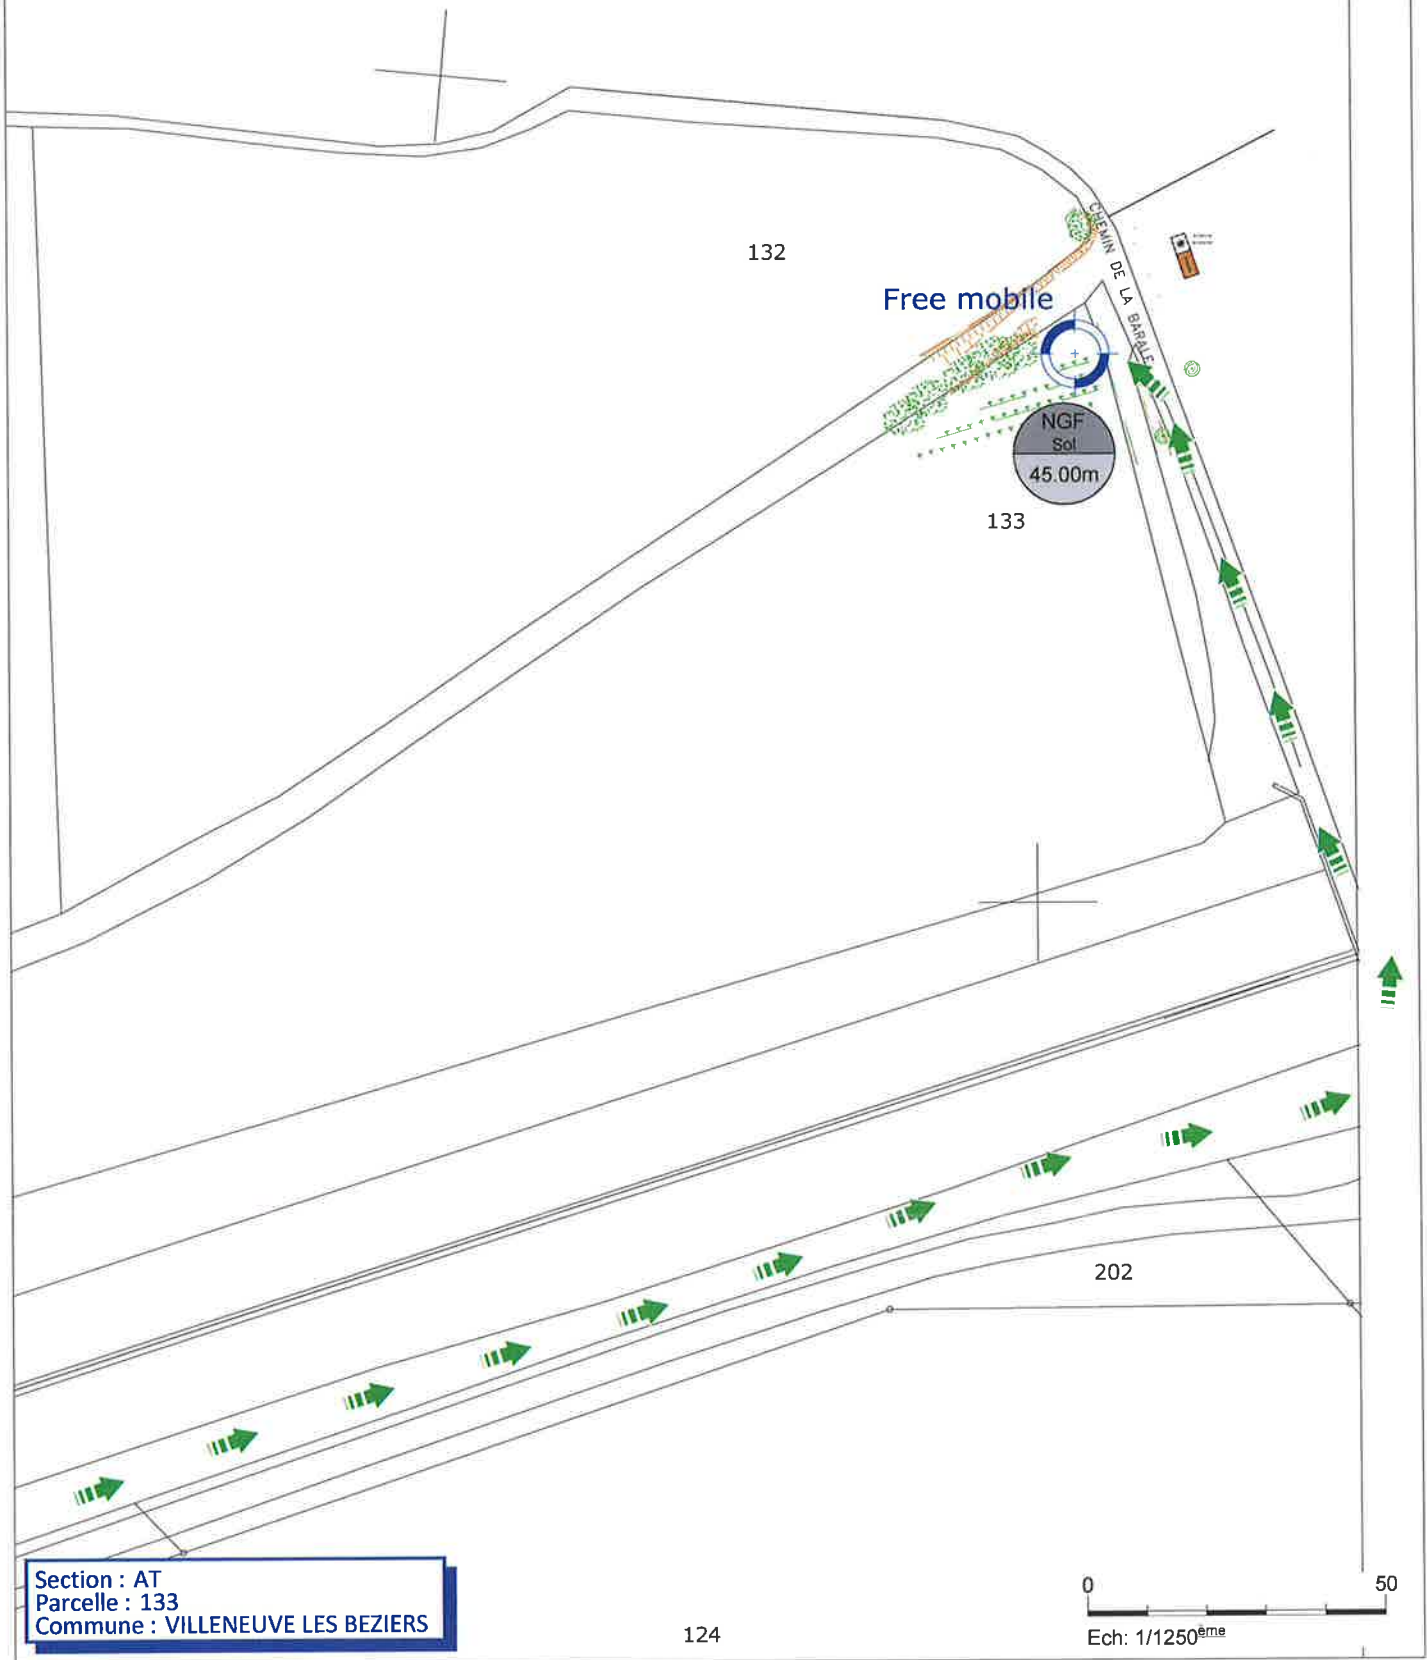 132
Free mobile
CHEMIN DE LA BARALE
NGF
Sol
45.00m
133
202
Section : AT
Parcelle : 133
Commune : VILLENEUVE LES BEZIERS
124
0 50
Ech: 1/1250ème